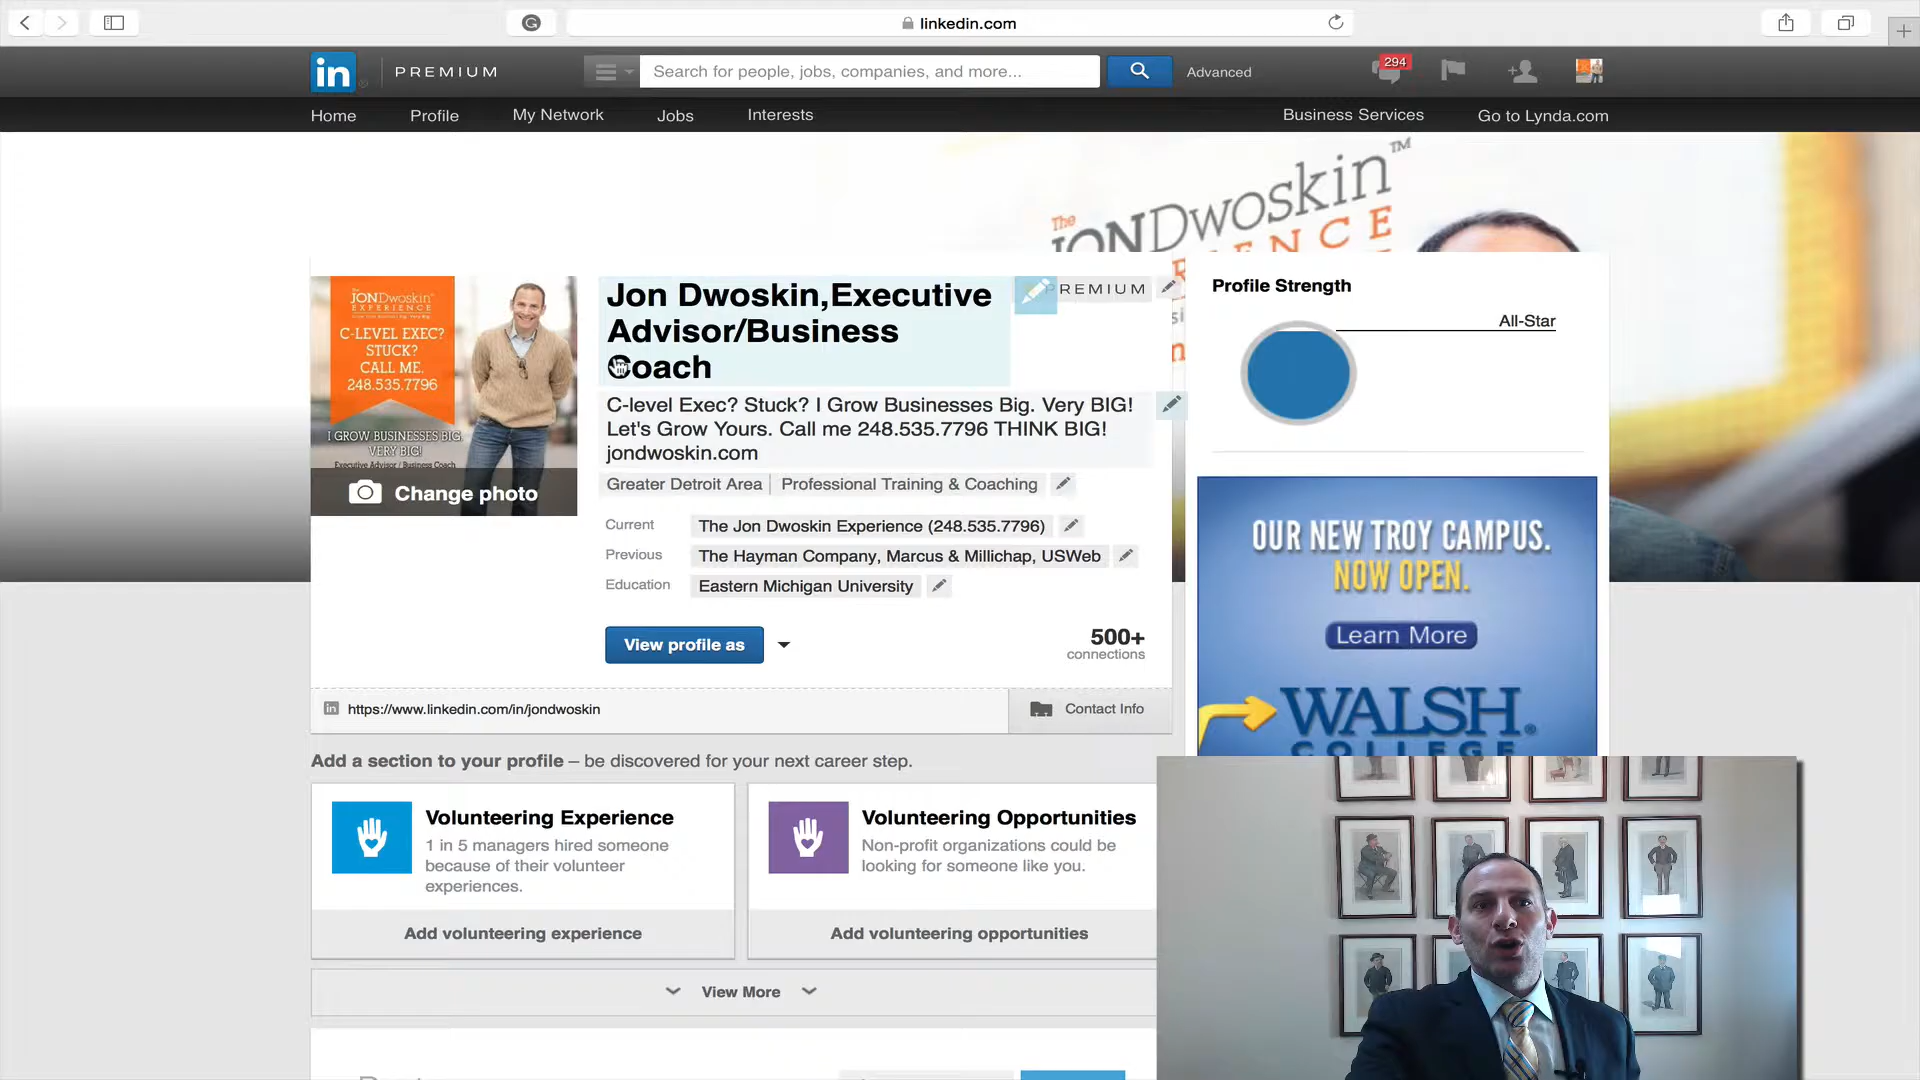 linkedin.com
in PREMIUM
Search for people, jobs, companies, and more...
Advanced
294
Home
Profile
My Network
Jobs
Interests
Business Services
Go to Lynda.com
The
JONDwoskin™
JONDwoskin
EXPERIENCE
C-LEVEL EXEC?
STUCK?
CALL ME.
248.535.7796
I GROW BUSINESSES BIG.
VERY BIG!
Executive Advisor / Business Coach
Change photo
Jon Dwoskin,Executive
Advisor/Business
Coach
PREMIUM
C-level Exec? Stuck? I Grow Businesses Big. Very BIG!
Let's Grow Yours. Call me 248.535.7796 THINK BIG!
jondwoskin.com
Greater Detroit Area
Professional Training & Coaching
Current
The Jon Dwoskin Experience (248.535.7796)
Previous
The Hayman Company, Marcus & Millichap, USWeb
Education
Eastern Michigan University
View profile as
500+
connections
in https://www.linkedin.com/in/jondwoskin
Contact Info
Profile Strength
All-Star
OUR NEW TROY CAMPUS.
NOW OPEN.
Learn More
WALSH
COLLEGE
Add a section to your profile – be discovered for your next career step.
Volunteering Experience
1 in 5 managers hired someone
because of their volunteer
experiences.
Add volunteering experience
Volunteering Opportunities
Non-profit organizations could be
looking for someone like you.
Add volunteering opportunities
View More